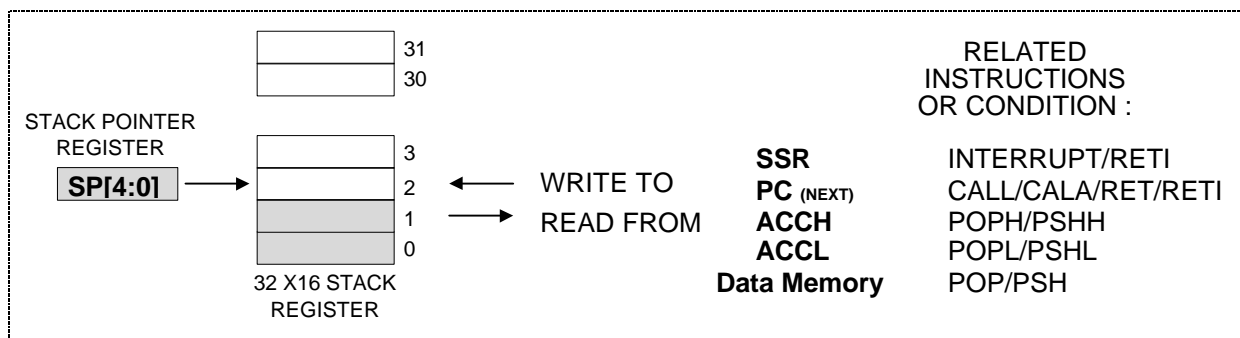 31
30
STACK POINTER
REGISTER
SP[4:0]
3
2
1
0
32 X16 STACK
REGISTER
WRITE TO
READ FROM
RELATED
INSTRUCTIONS
OR CONDITION :
SSR INTERRUPT/RETI
PC (NEXT) CALL/CALA/RET/RETI
ACCH POPH/PSHH
ACCL POPL/PSHL
Data Memory POP/PSH